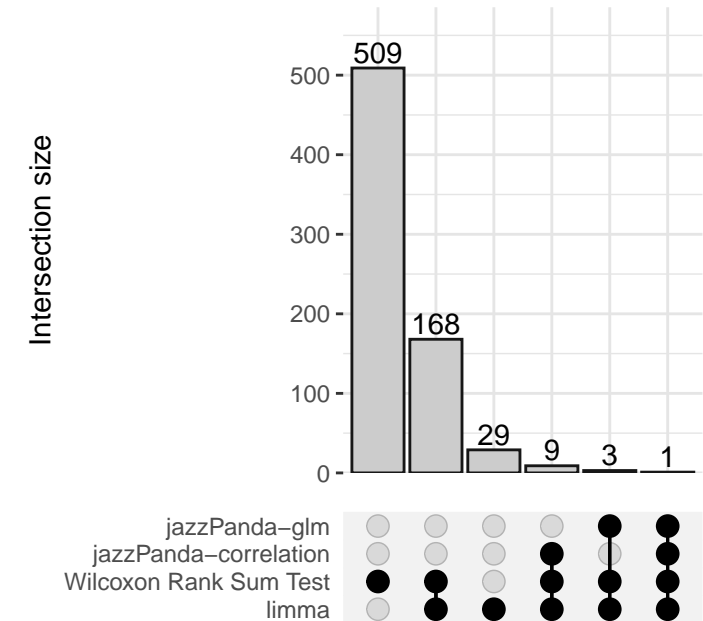 509
500
400
300
200
100
0
168
29
9
3
1
Intersection size
jazzPanda−glm
jazzPanda−correlation
Wilcoxon Rank Sum Test
limma